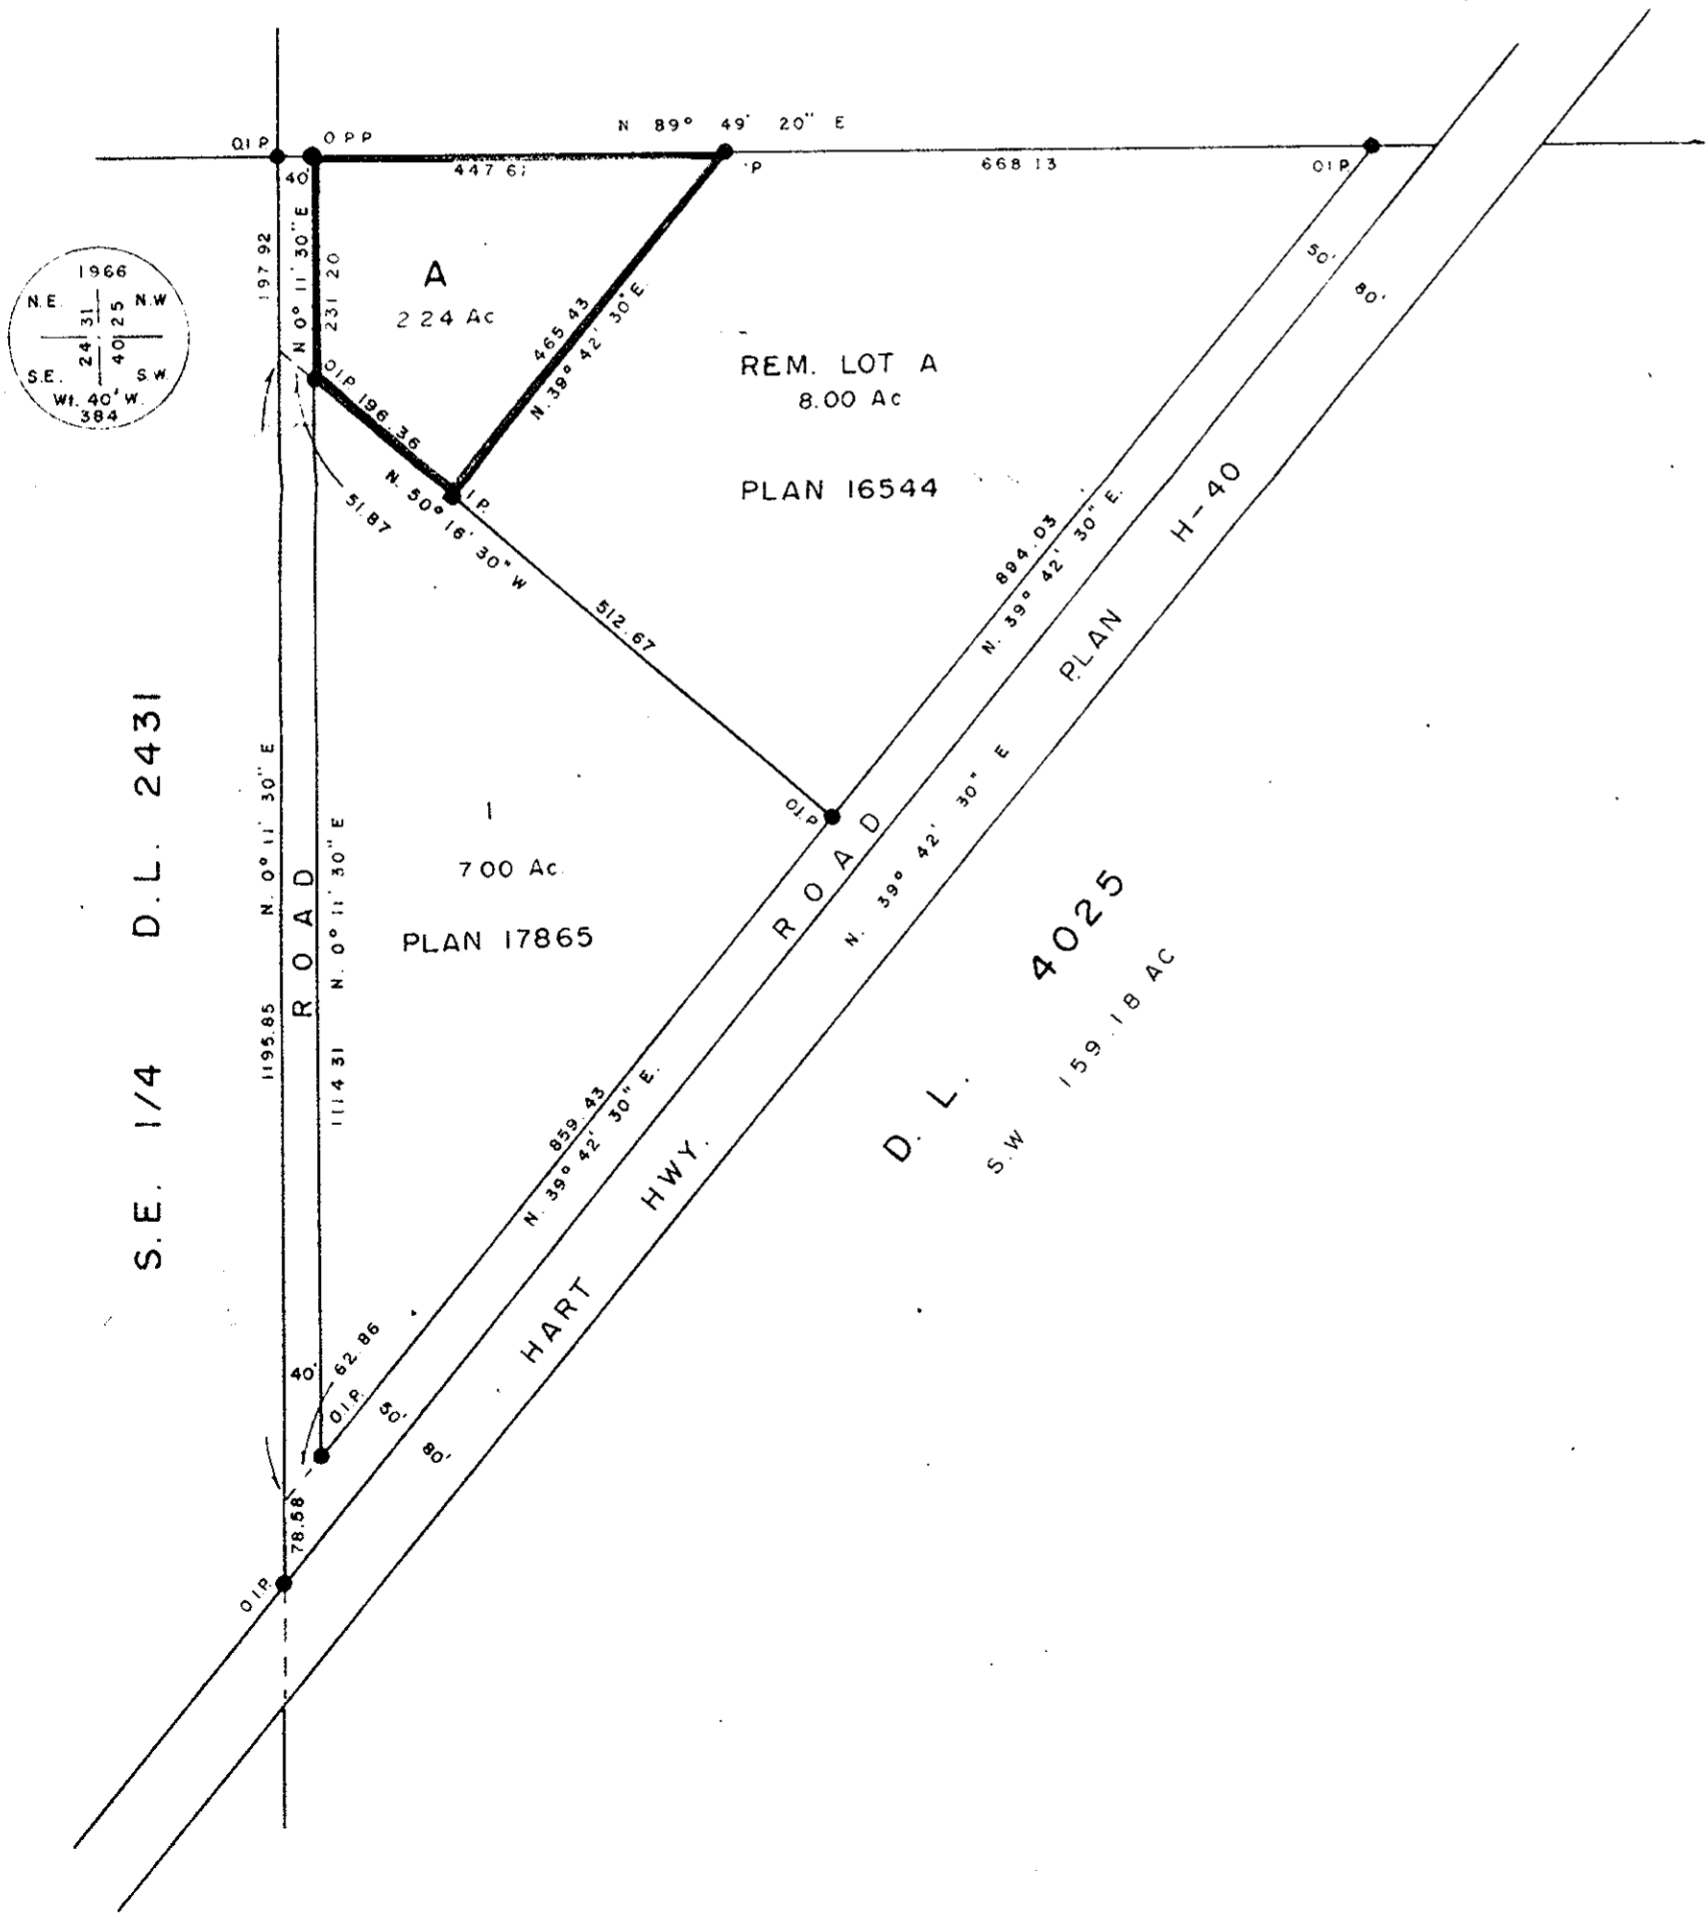 N 89° 49' 20" E
O.I.P.
O P P
40'
447 61
I P
668 13
O I P.
197 92
N 0° 11' 30" E
231 20
A
2 24 Ac
465.43
N. 39° 42' 30" E.
50'
80'
1966
N.E. 31 25 N.W
S.E. 24 40 S.W.
Wt. 40' W.
384
O.I.P.
196.36
I P.
N. 50° 16' 30" W
51.87
512.67
REM. LOT A
8.00 Ac
PLAN 16544
894.03
N. 39° 42' 30" E.
PLAN H-40
O.I.P
S.E. 1/4 D.L. 2431
N. 0° 11' 30" E
1195.85
ROAD
N. 0° 11' 30" E
1114 31
1
7 00 Ac.
PLAN 17865
ROAD
N. 39° 42' 30" E
D. L. 4025
S.W 159.18 AC
859.43
N. 39° 42' 30" E.
HART HWY.
62.86
40'
O.I.P.
50'
80'
78.58
O I.P.